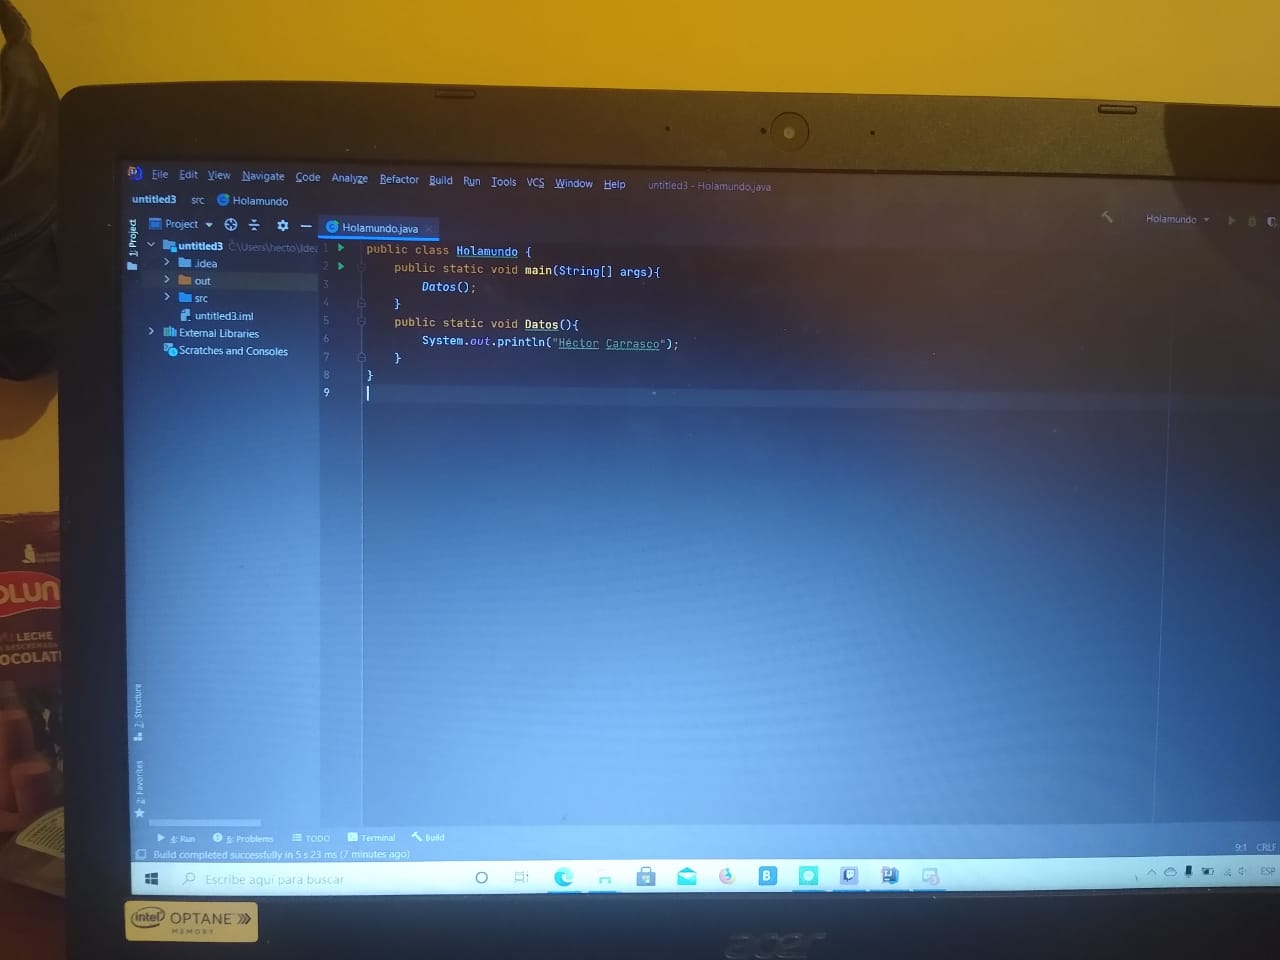 File Edit View Navigate Code Analyze Refactor Build Run Tools VCS Window Help untitled3 - Holamundo.java
untitled3 src Holamundo
Holamundo
Project
Holamundo.java
1: Project
untitled3 C:\Users\hecto\Idea
.idea
out
src
untitled3.iml
External Libraries
Scratches and Consoles
1 public class Holamundo {
2 public static void main(String[] args){
3 Datos();
4 }
5 public static void Datos(){
6 System.out.println("Héctor Carrasco");
7 }
8 }
9
2: Structure
2: Favorites
4: Run 6: Problems TODO Terminal Build
Build completed successfully in 5 s 23 ms (7 minutes ago)
9:1 CRLF
Escribe aquí para buscar
ESP
intel OPTANE
MEMORY
acer
LECHE